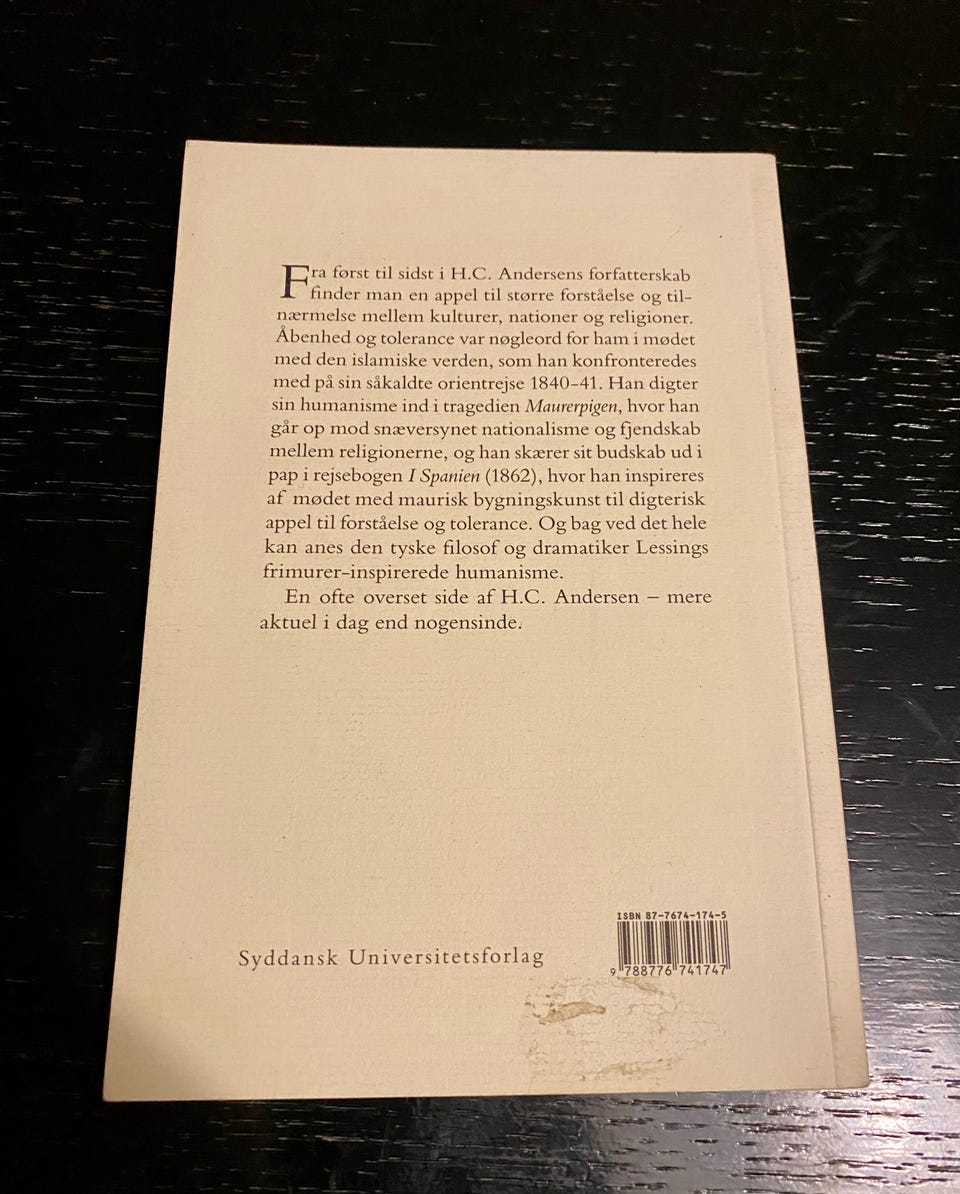 Fra først til sidst i H.C. Andersens forfatterskab
finder man en appel til større forståelse og til-
nærmelse mellem kulturer, nationer og religioner.
Åbenhed og tolerance var nøgleord for ham i mødet
med den islamiske verden, som han konfronteredes
med på sin såkaldte orientrejse 1840-41. Han digter
sin humanisme ind i tragedien Maurerpigen, hvor han
går op mod snæversynet nationalisme og fjendskab
mellem religionerne, og han skærer sit budskab ud i
pap i rejsebogen I Spanien (1862), hvor han inspireres
af mødet med maurisk bygningskunst til digterisk
appel til forståelse og tolerance. Og bag ved det hele
kan anes den tyske filosof og dramatiker Lessings
frimurer-inspirerede humanisme.
En ofte overset side af H.C. Andersen – mere
aktuel i dag end nogensinde.
ISBN 87-7674-174-5
Syddansk Universitetsforlag
9 788776 741747